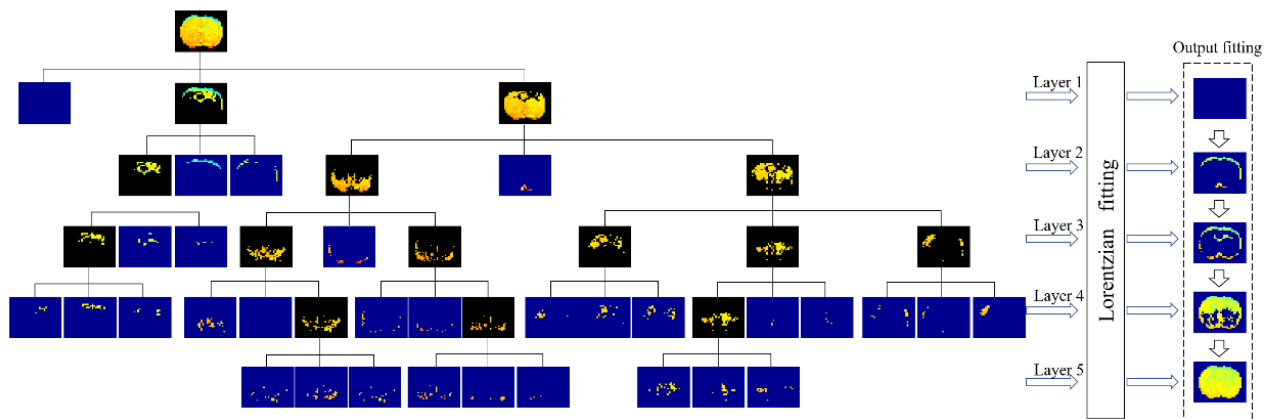 Output fitting
Layer 1
Layer 2
Layer 3
Layer 4
Layer 5
Lorentzian fitting